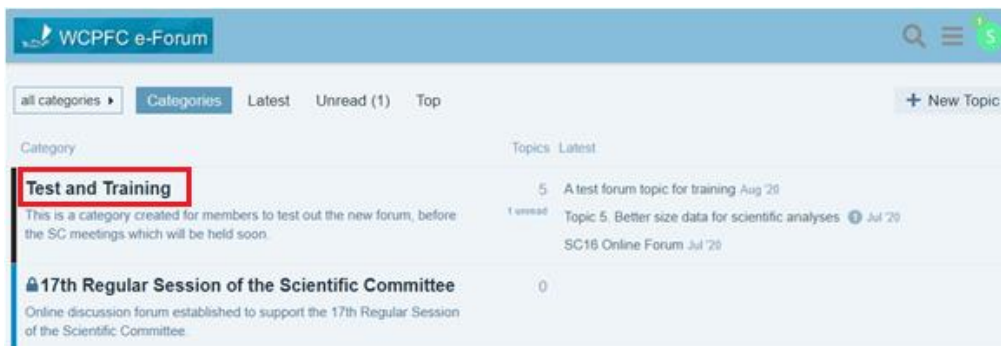 WCPFC e-Forum
1
S
all categories
Categories
Latest
Unread (1)
Top
+ New Topic
Category
Topics
Latest
Test and Training
5
A test forum topic for training Aug '20
This is a category created for members to test out the new forum, before
1 unread
Topic 5. Better size data for scientific analyses 1 Jul '20
the SC meetings which will be held soon.
SC16 Online Forum Jul '20
17th Regular Session of the Scientific Committee
0
Online discussion forum established to support the 17th Regular Session
of the Scientific Committee.